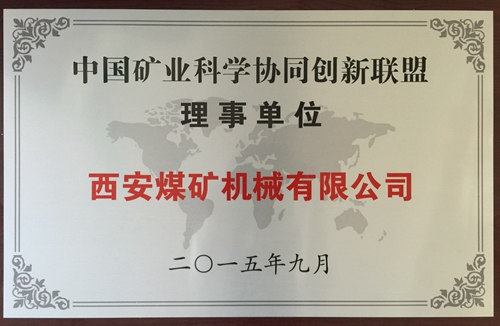 中国矿业科学协同创新联盟
理事单位
西安煤矿机械有限公司
二〇一五年九月